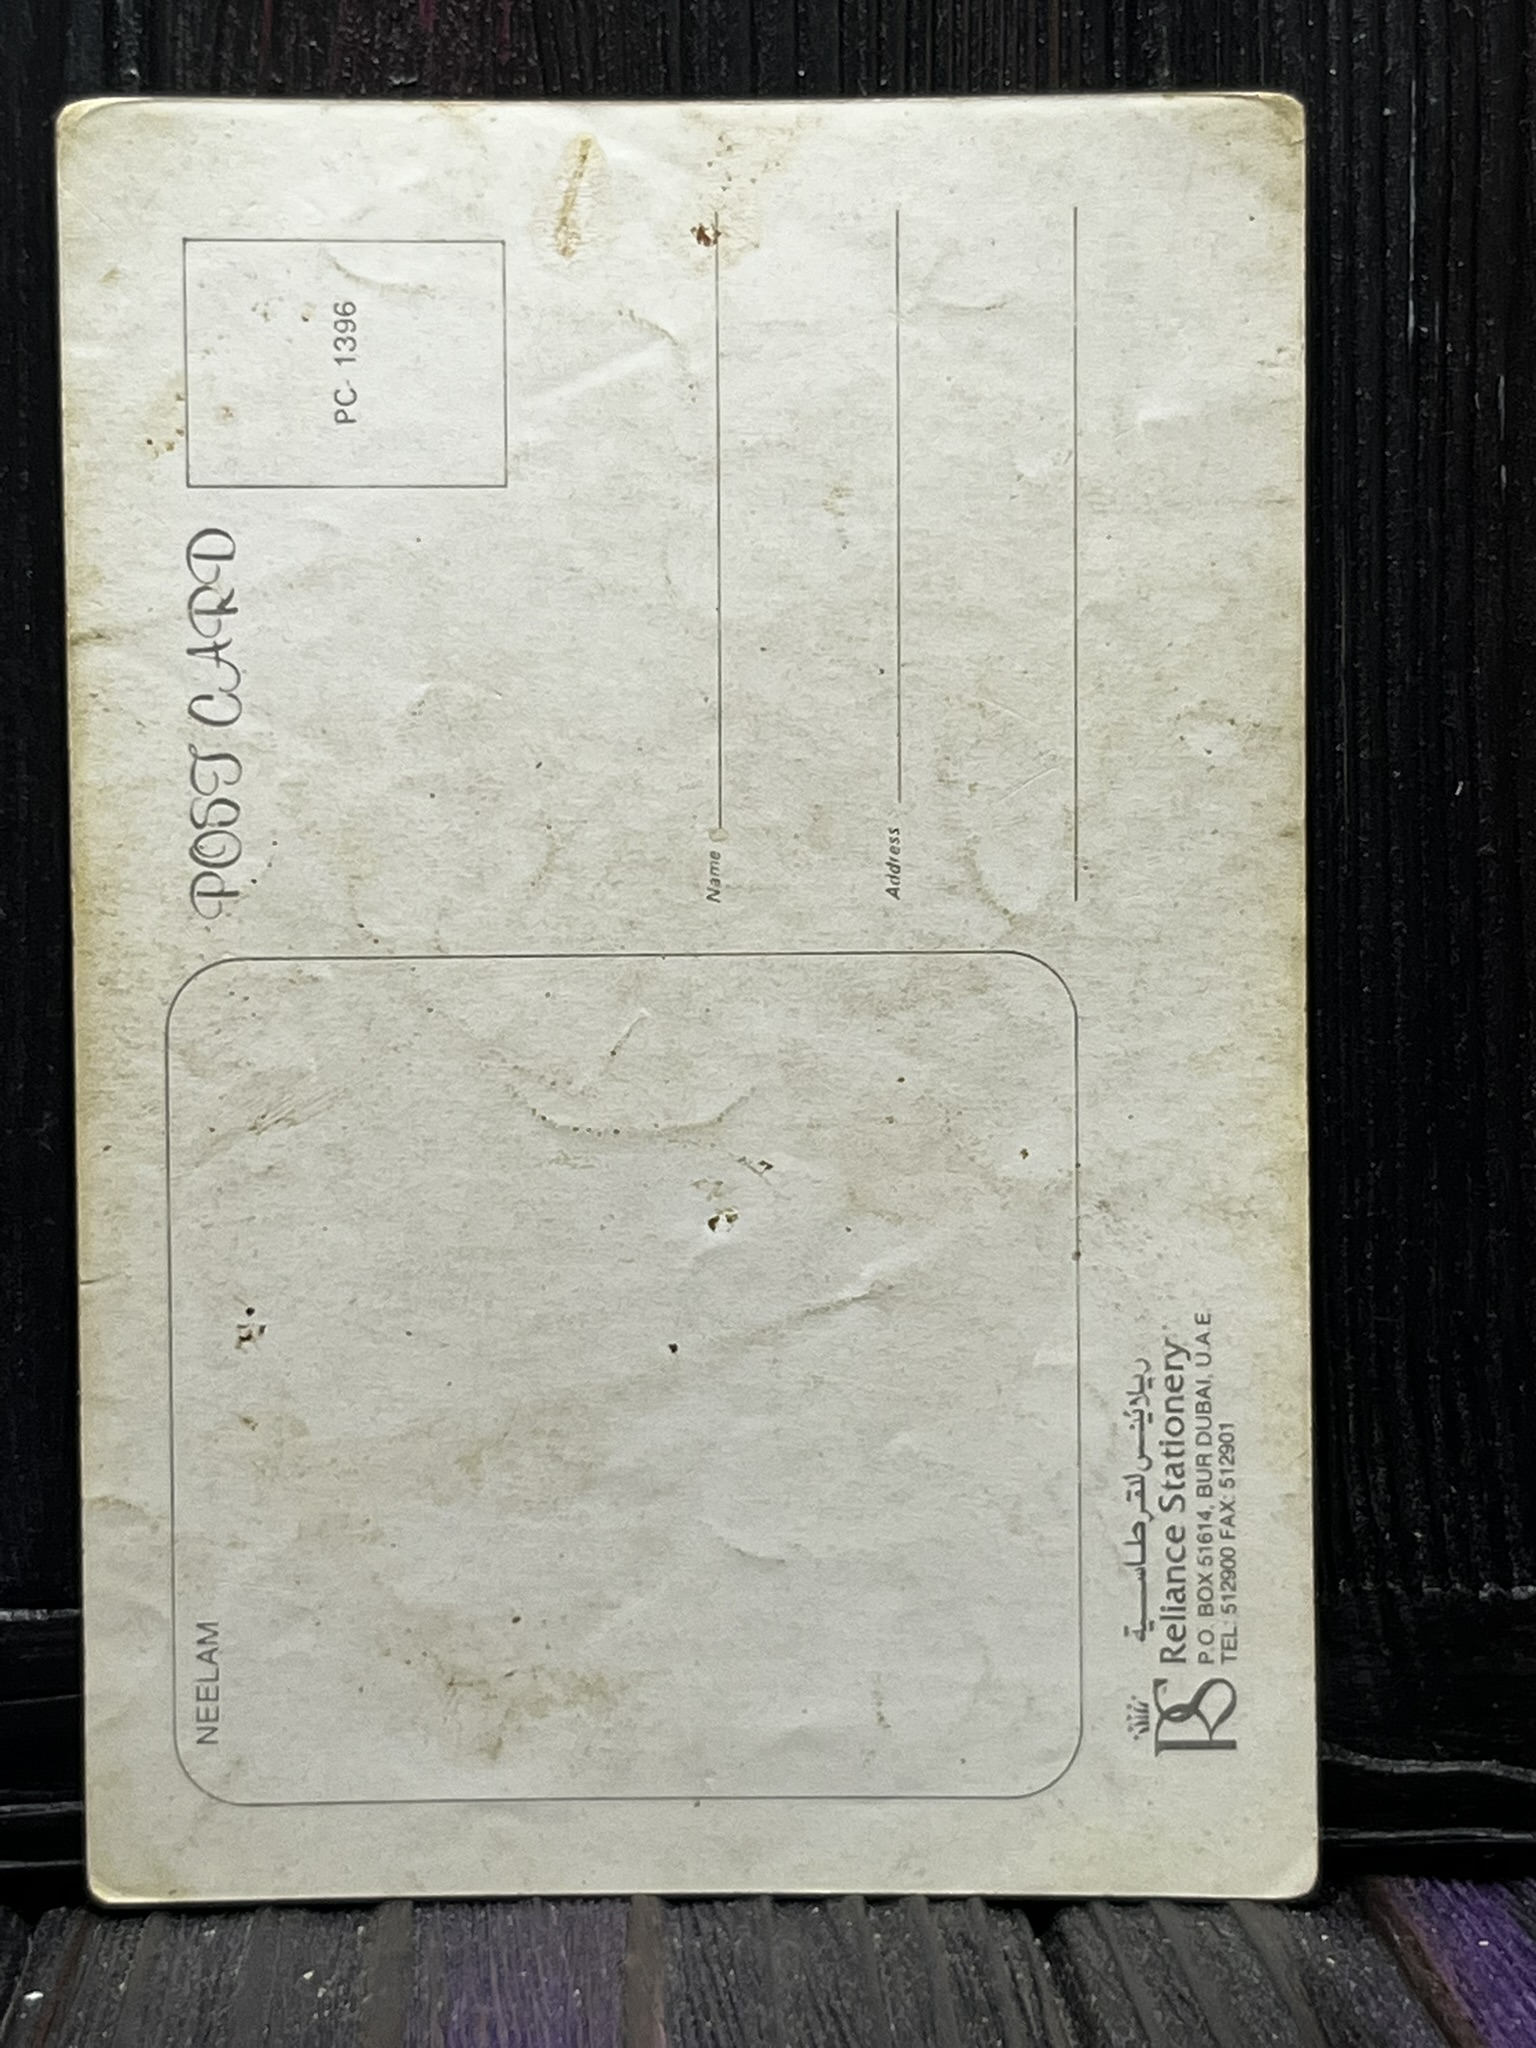 NEELAM
POST CARD
PC- 1396
Name
Address
ريلاينس لقرطاسية
Reliance Stationery
P.O. BOX 51614, BUR DUBAI, U.A.E.
TEL: 512900 FAX: 512901
RS